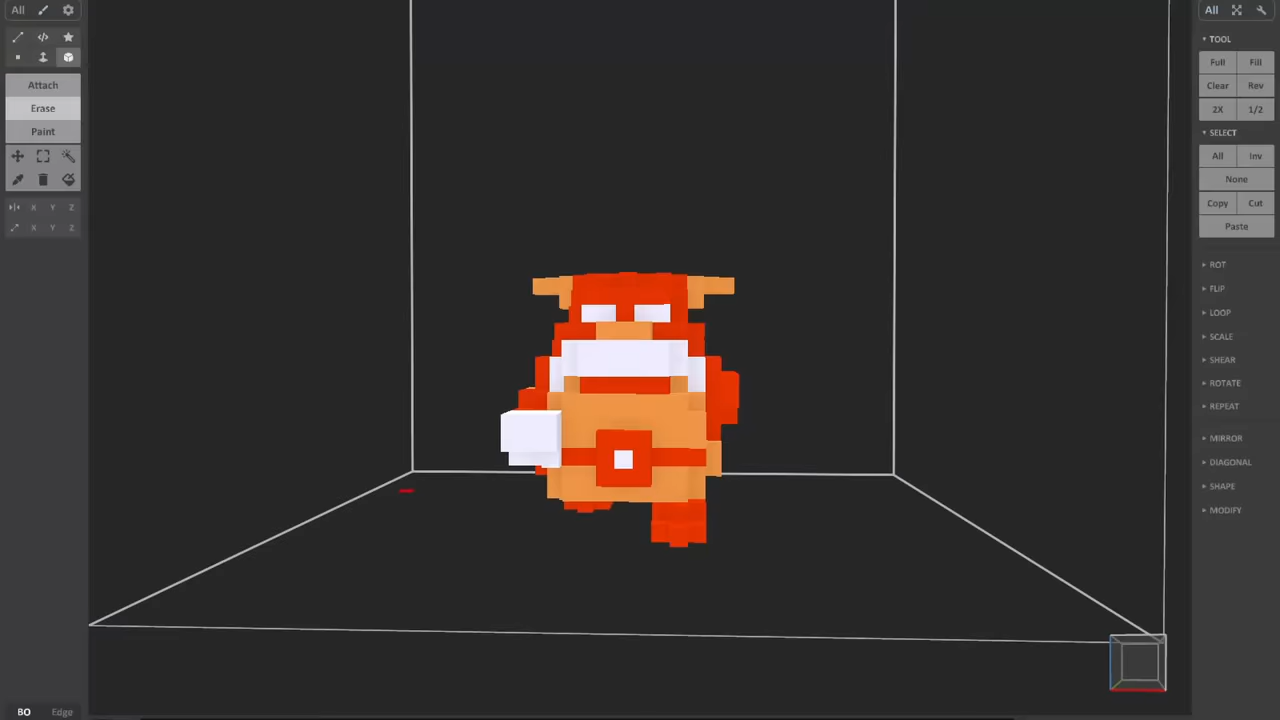 All
Attach
Erase
Paint
X Y Z
X Y Z
BO Edge
All
TOOL
Full Fill
Clear Rev
2X 1/2
SELECT
All Inv
None
Copy Cut
Paste
ROT
FLIP
LOOP
SCALE
SHEAR
ROTATE
REPEAT
MIRROR
DIAGONAL
SHAPE
MODIFY